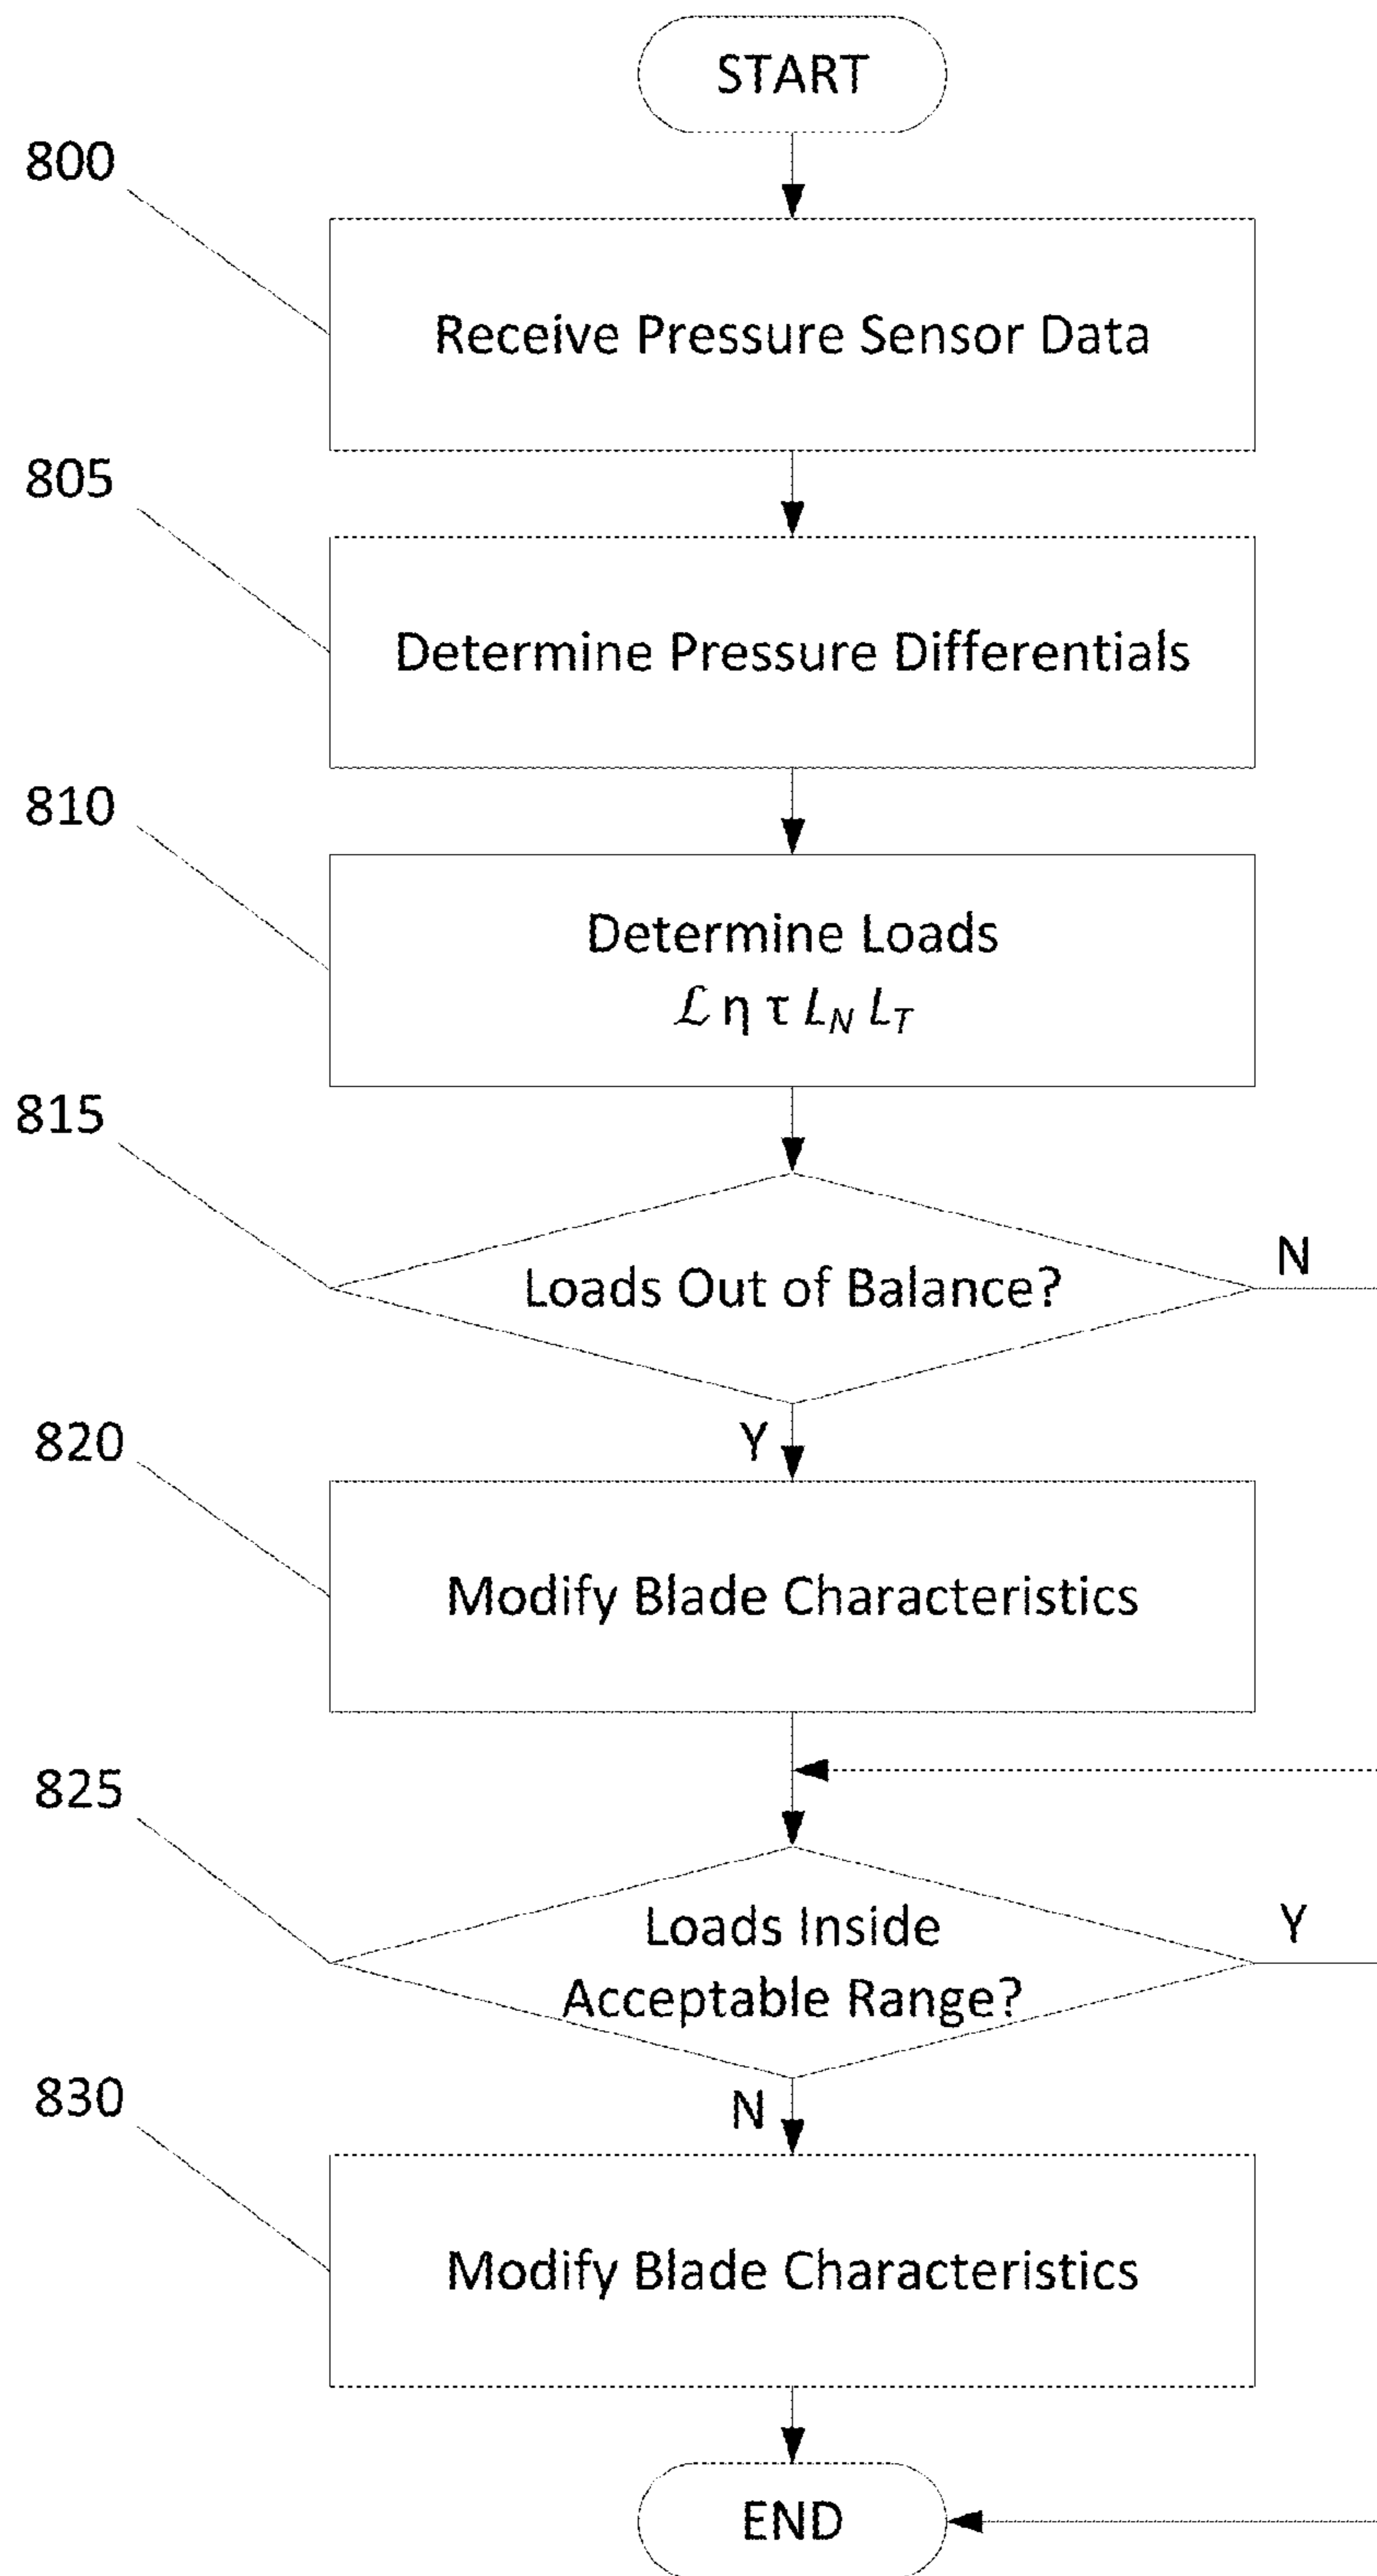 START
800
Receive Pressure Sensor Data
805
Determine Pressure Differentials
810
Determine Loads
ℒ η τ L_N L_T
815
Loads Out of Balance?
N
Y
820
Modify Blade Characteristics
825
Loads Inside
Acceptable Range?
Y
N
830
Modify Blade Characteristics
END